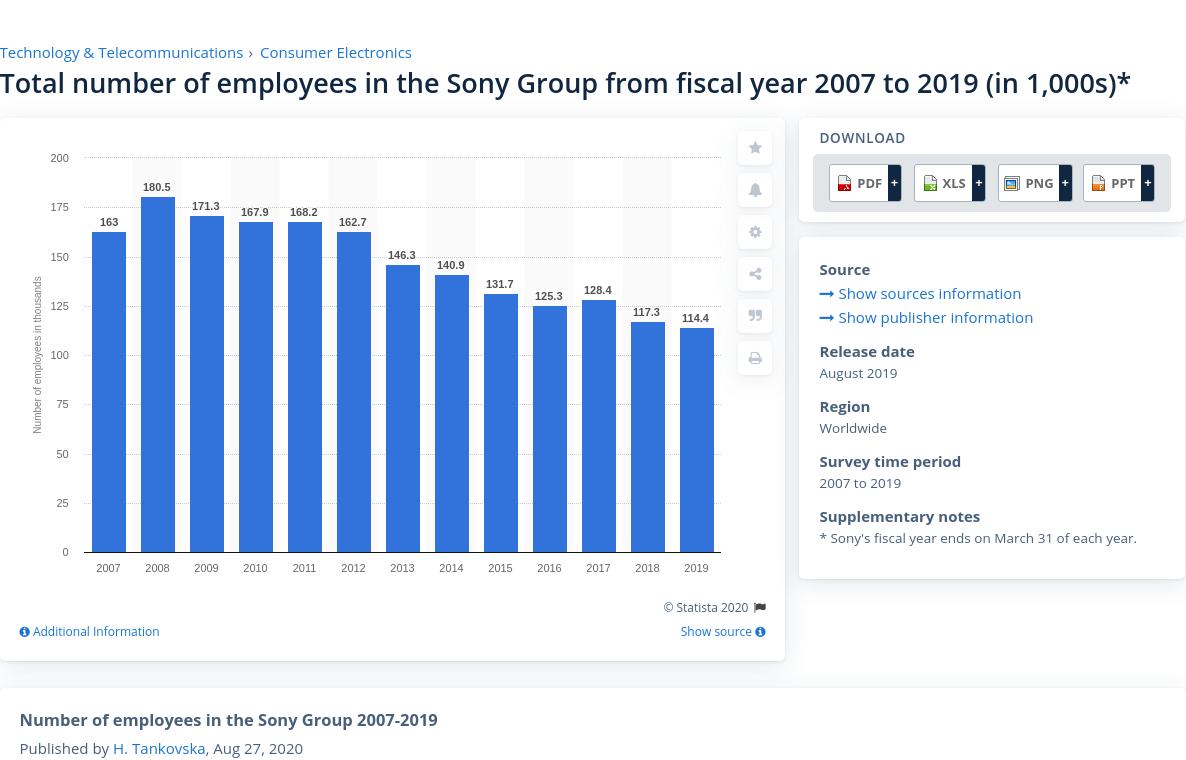 Technology & Telecommunications › Consumer Electronics
Total number of employees in the Sony Group from fiscal year 2007 to 2019 (in 1,000s)*
Number of employees in thousands
200
175
150
125
100
75
50
25
0
163
180.5
171.3
167.9
168.2
162.7
146.3
140.9
131.7
125.3
128.4
117.3
114.4
2007 2008 2009 2010 2011 2012 2013 2014 2015 2016 2017 2018 2019
© Statista 2020
Additional Information
Show source
DOWNLOAD
PDF + XLS + PNG + PPT +
Source
Show sources information
Show publisher information
Release date
August 2019
Region
Worldwide
Survey time period
2007 to 2019
Supplementary notes
* Sony's fiscal year ends on March 31 of each year.
Number of employees in the Sony Group 2007-2019
Published by H. Tankovska, Aug 27, 2020